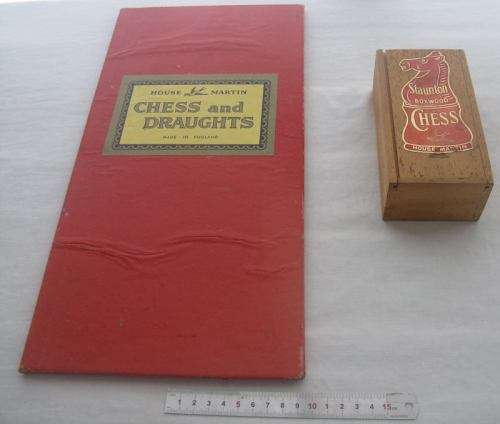 HOUSE MARTIN
CHESS and
DRAUGHTS
MADE IN ENGLAND
Staunton
BOXWOOD
CHESS
HOUSE MARTIN
1 2 3 4 5 6 7 8 9 10 1 2 3 4 15